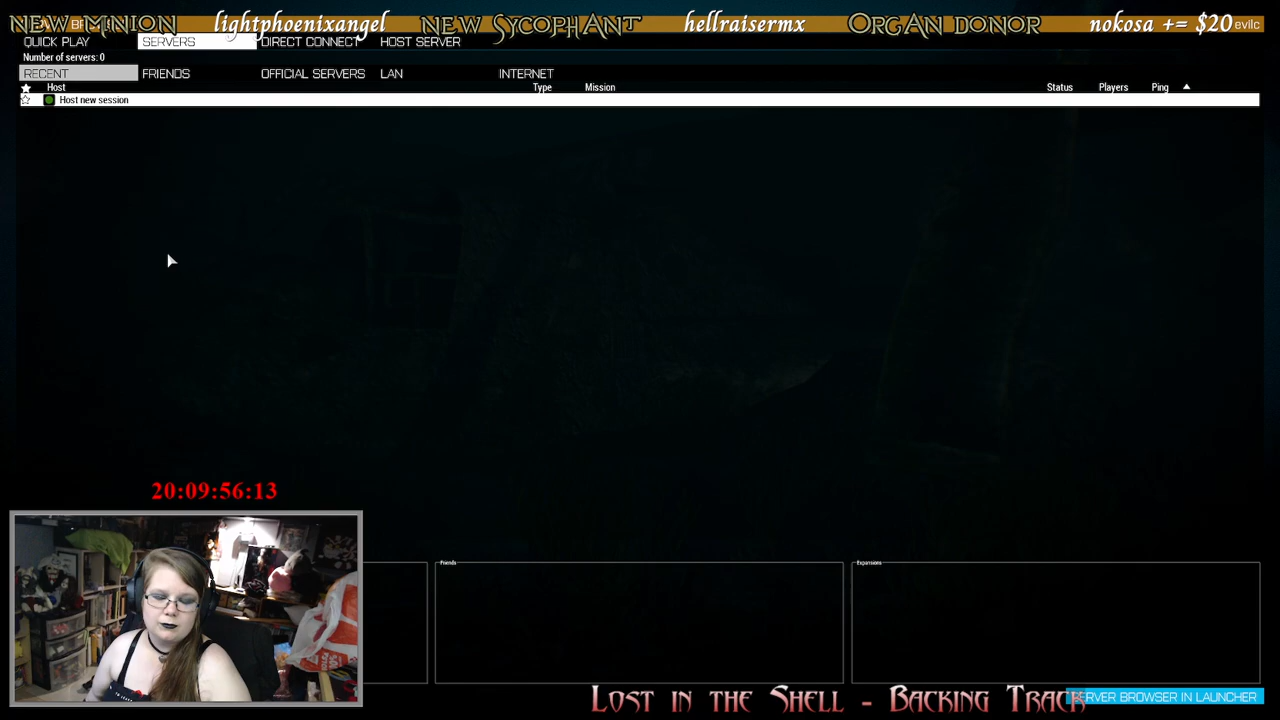 NEW MINION lightphoenixangel NEW SYCOPHANT hellraisermx ORGAN DONOR nokosa += $20 evilc
QUICK PLAY SERVERS DIRECT CONNECT HOST SERVER
Number of servers: 0
RECENT FRIENDS OFFICIAL SERVERS LAN INTERNET
Host Type Mission Status Players Ping
Host new session
20:09:56:13
Friends Expansions
LOST IN THE SHELL - BACKING TRACK
SERVER BROWSER IN LAUNCHER